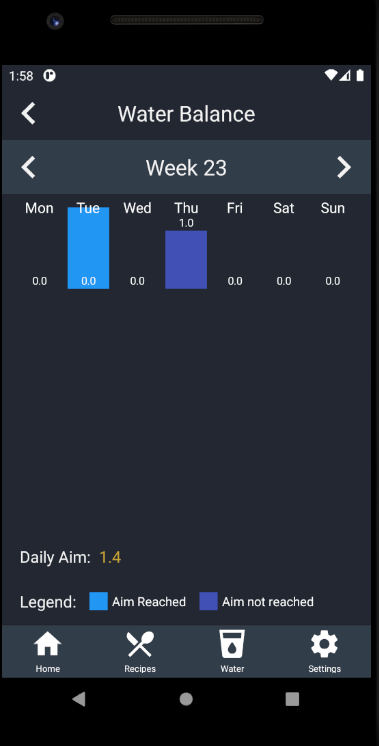 1:58
Water Balance
Week 23
Mon Tue Wed Thu Fri Sat Sun
1.0
0.0 0.0 0.0 0.0 0.0 0.0
Daily Aim: 1.4
Legend: Aim Reached Aim not reached
Home Recipes Water Settings